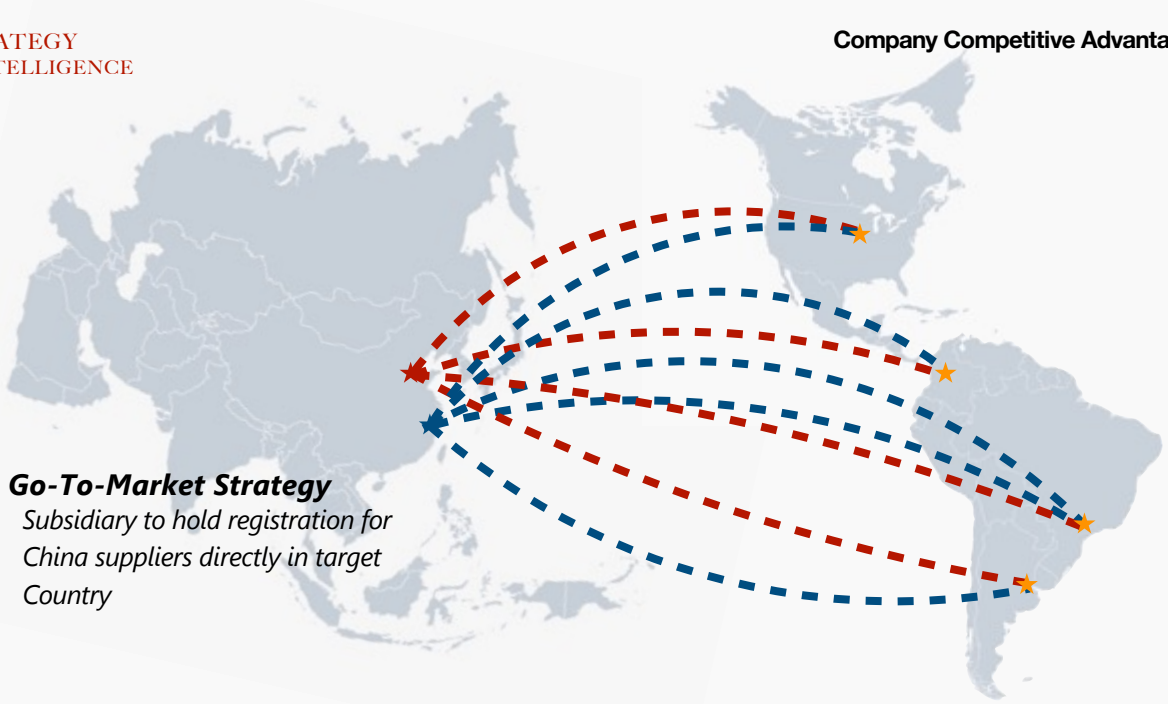 ATEGY
TELLIGENCE
Company Competitive Advanta
Go-To-Market Strategy
Subsidiary to hold registration for
China suppliers directly in target
Country